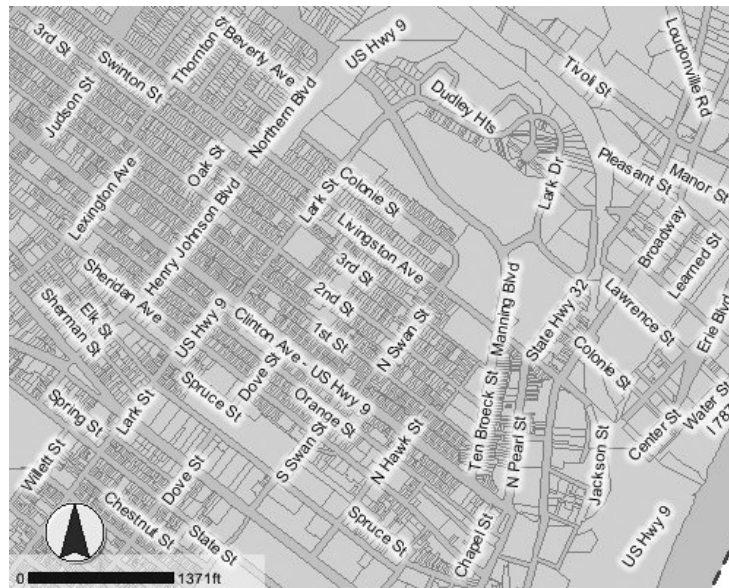 3rd St
Thornton St
Beverly Ave
US Hwy 9
Loudonville Rd
Swinton St
Tivoli St
Judson St
Northern Blvd
Dudley Hts
Oak St
Pleasant St
Manor St
Lexington Ave
Lark St
Colonie St
Lark Dr
Henry Johnson Blvd
Livingston Ave
Broadway
Learned St
3rd St
Sheridan Ave
2nd St
Manning Blvd
State Hwy 32
Lawrence St
Elk St
Sherman St
US Hwy 9
Clinton Ave - US Hwy 9
1st St
N Swan St
Erie Blvd
Dove St
Colonie St
Spruce St
Orange St
Lark St
Spring St
Ten Broeck St
N Pearl St
Center St
Water St
I 787
Willett St
Dove St
S Swan St
N Hawk St
Jackson St
Chestnut St
State St
Spruce St
Chapel St
US Hwy 9
0 1371ft